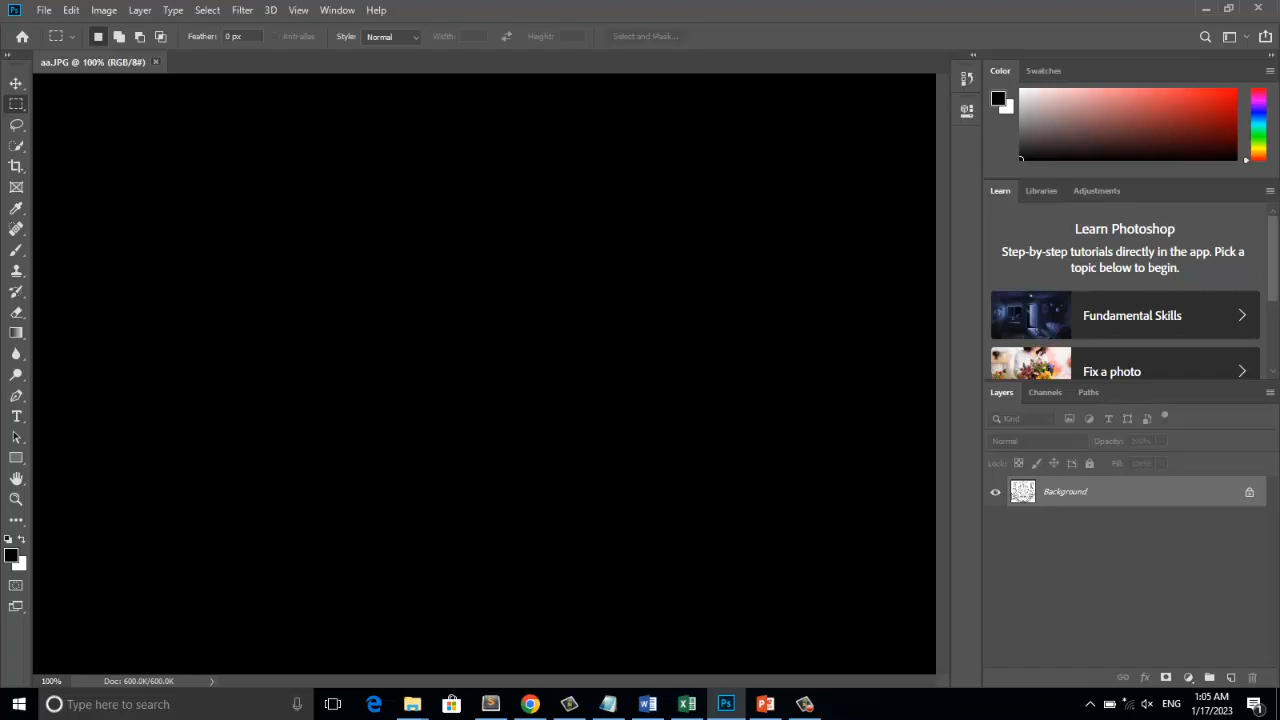 Ps File Edit Image Layer Type Select Filter 3D View Window Help
Feather: 0 px Anti-alias Style: Normal Width: Height: Select and Mask...
aa.JPG @ 100% (RGB/8#)
Color Swatches
Learn Libraries Adjustments
Learn Photoshop
Step-by-step tutorials directly in the app. Pick a
topic below to begin.
Fundamental Skills
Fix a photo
Layers Channels Paths
Kind
Normal Opacity: 100%
Lock: Fill: 100%
Background
100% Doc: 600.0K/600.0K
Type here to search
ENG
1:05 AM
1/17/2023